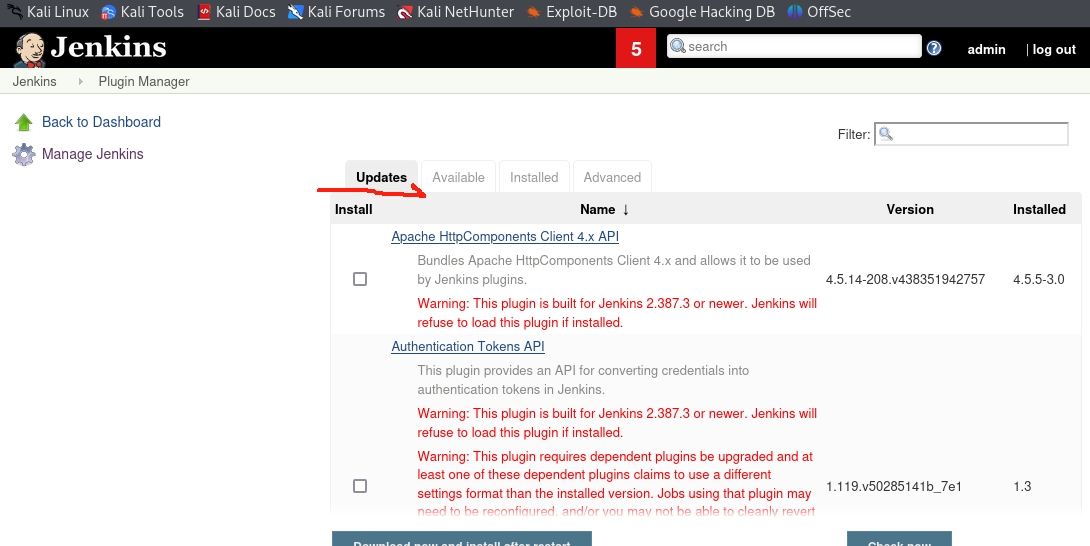 Kali Linux Kali Tools Kali Docs Kali Forums Kali NetHunter Exploit-DB Google Hacking DB OffSec
Jenkins 5 search ? admin | log out
Jenkins Plugin Manager
Back to Dashboard
Manage Jenkins
Filter:
Updates Available Installed Advanced
Install Name ↓ Version Installed
Apache HttpComponents Client 4.x API
Bundles Apache HttpComponents Client 4.x and allows it to be used
by Jenkins plugins.
4.5.14-208.v438351942757 4.5.5-3.0
Warning: This plugin is built for Jenkins 2.387.3 or newer. Jenkins will
refuse to load this plugin if installed.
Authentication Tokens API
This plugin provides an API for converting credentials into
authentication tokens in Jenkins.
Warning: This plugin is built for Jenkins 2.387.3 or newer. Jenkins will
refuse to load this plugin if installed.
Warning: This plugin requires dependent plugins be upgraded and at
least one of these dependent plugins claims to use a different
settings format than the installed version. Jobs using that plugin may
1.119.v50285141b_7e1 1.3
need to be reconfigured, and/or you may not be able to cleanly revert
Download now and install after restart Check now